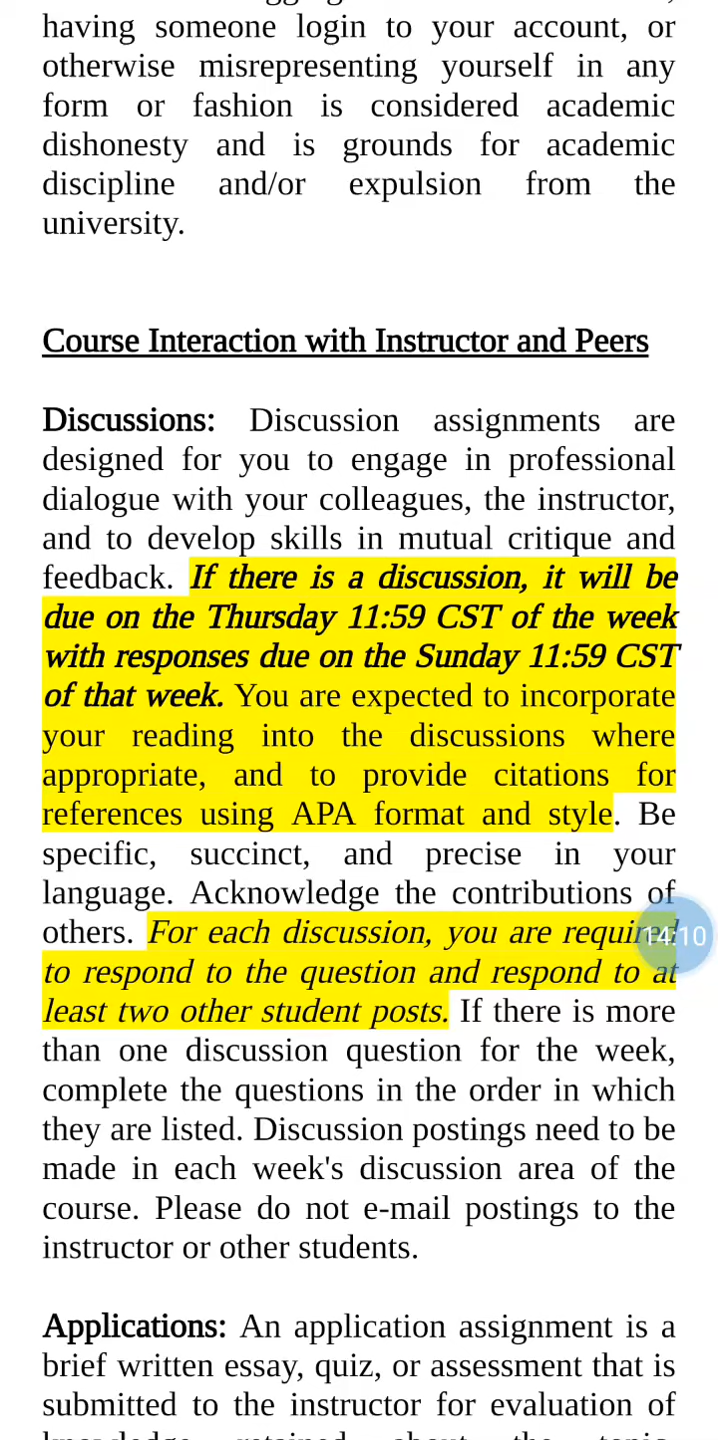 having someone login to your account, or
otherwise misrepresenting yourself in any
form or fashion is considered academic
dishonesty and is grounds for academic
discipline and/or expulsion from the
university.
Course Interaction with Instructor and Peers
Discussions: Discussion assignments are
designed for you to engage in professional
dialogue with your colleagues, the instructor,
and to develop skills in mutual critique and
feedback. If there is a discussion, it will be
due on the Thursday 11:59 CST of the week
with responses due on the Sunday 11:59 CST
of that week. You are expected to incorporate
your reading into the discussions where
appropriate, and to provide citations for
references using APA format and style. Be
specific, succinct, and precise in your
language. Acknowledge the contributions of
others. For each discussion, you are required
14:10
to respond to the question and respond to at
least two other student posts. If there is more
than one discussion question for the week,
complete the questions in the order in which
they are listed. Discussion postings need to be
made in each week's discussion area of the
course. Please do not e-mail postings to the
instructor or other students.
Applications: An application assignment is a
brief written essay, quiz, or assessment that is
submitted to the instructor for evaluation of